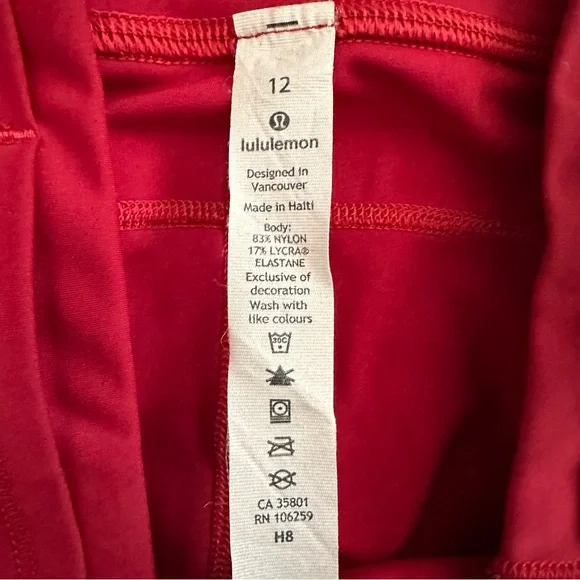 12
lululemon
Designed in
Vancouver
Made in Haiti
Body:
83% NYLON
17% LYCRA®
ELASTANE
Exclusive of
decoration
Wash with
like colours
30C
CA 35801
RN 106259
H8